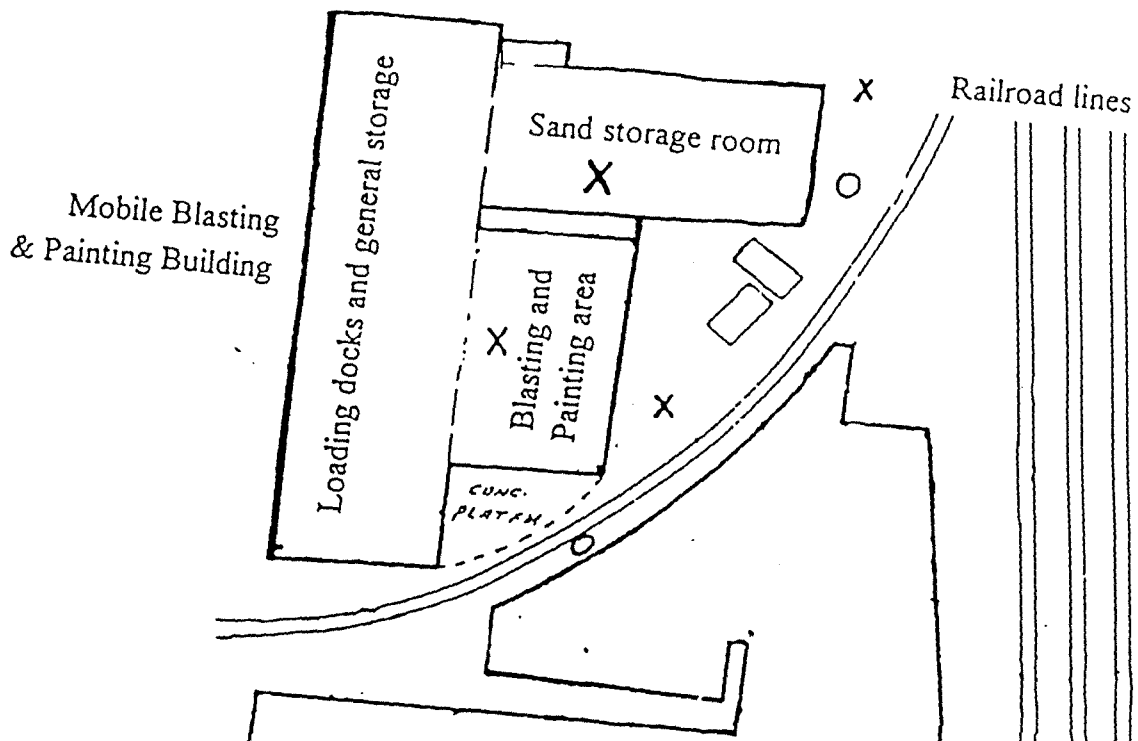 Railroad lines
Sand storage room
X
X
Mobile Blasting
& Painting Building
Loading docks and general storage
Blasting and
Painting area
X
X
CONC.
PLATFM